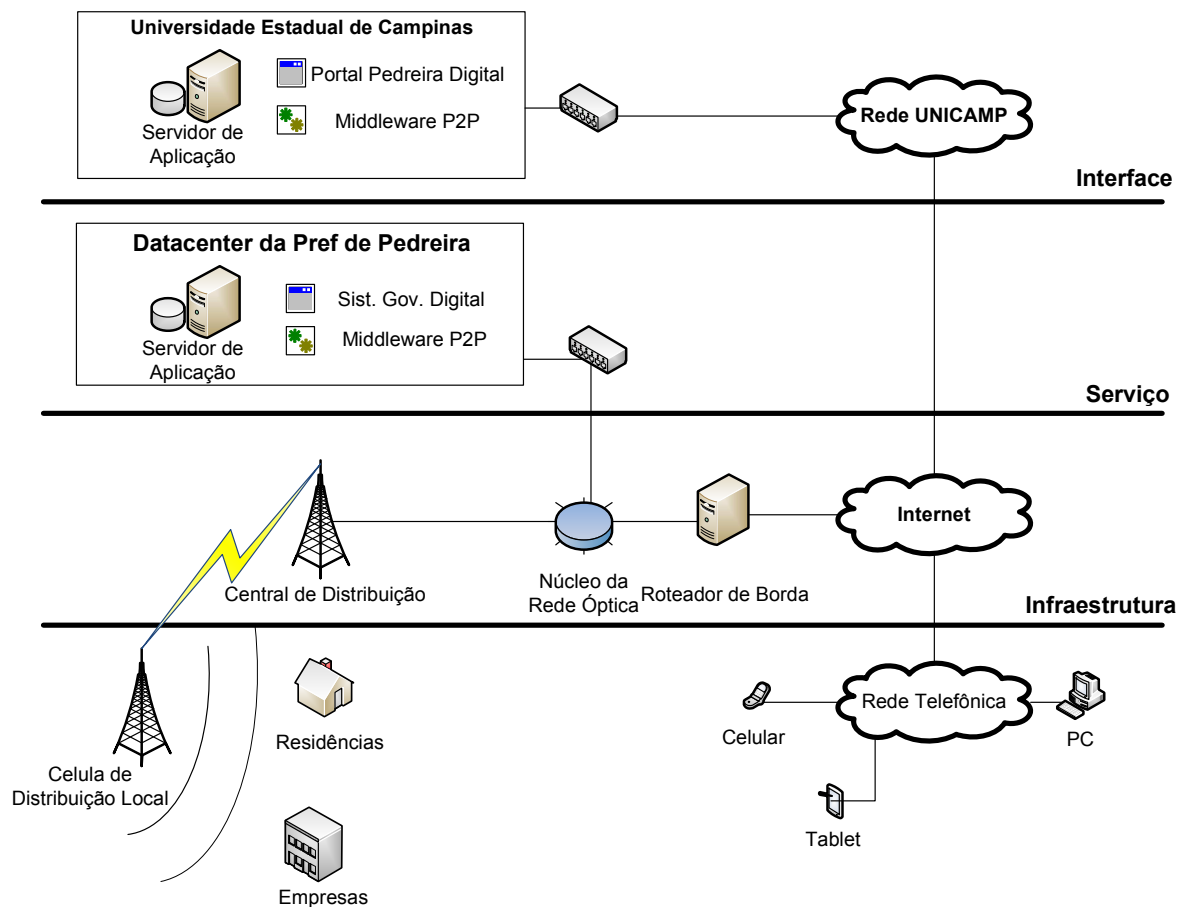 Universidade Estadual de Campinas
Portal Pedreira Digital
Middleware P2P
Servidor de
Aplicação
Rede UNICAMP
Interface
Datacenter da Pref de Pedreira
Sist. Gov. Digital
Middleware P2P
Servidor de
Aplicação
Serviço
Internet
Central de Distribuição
Núcleo da
Rede Óptica
Roteador de Borda
Infraestrutura
Residências
Celula de
Distribuição Local
Empresas
Rede Telefônica
Celular
PC
Tablet